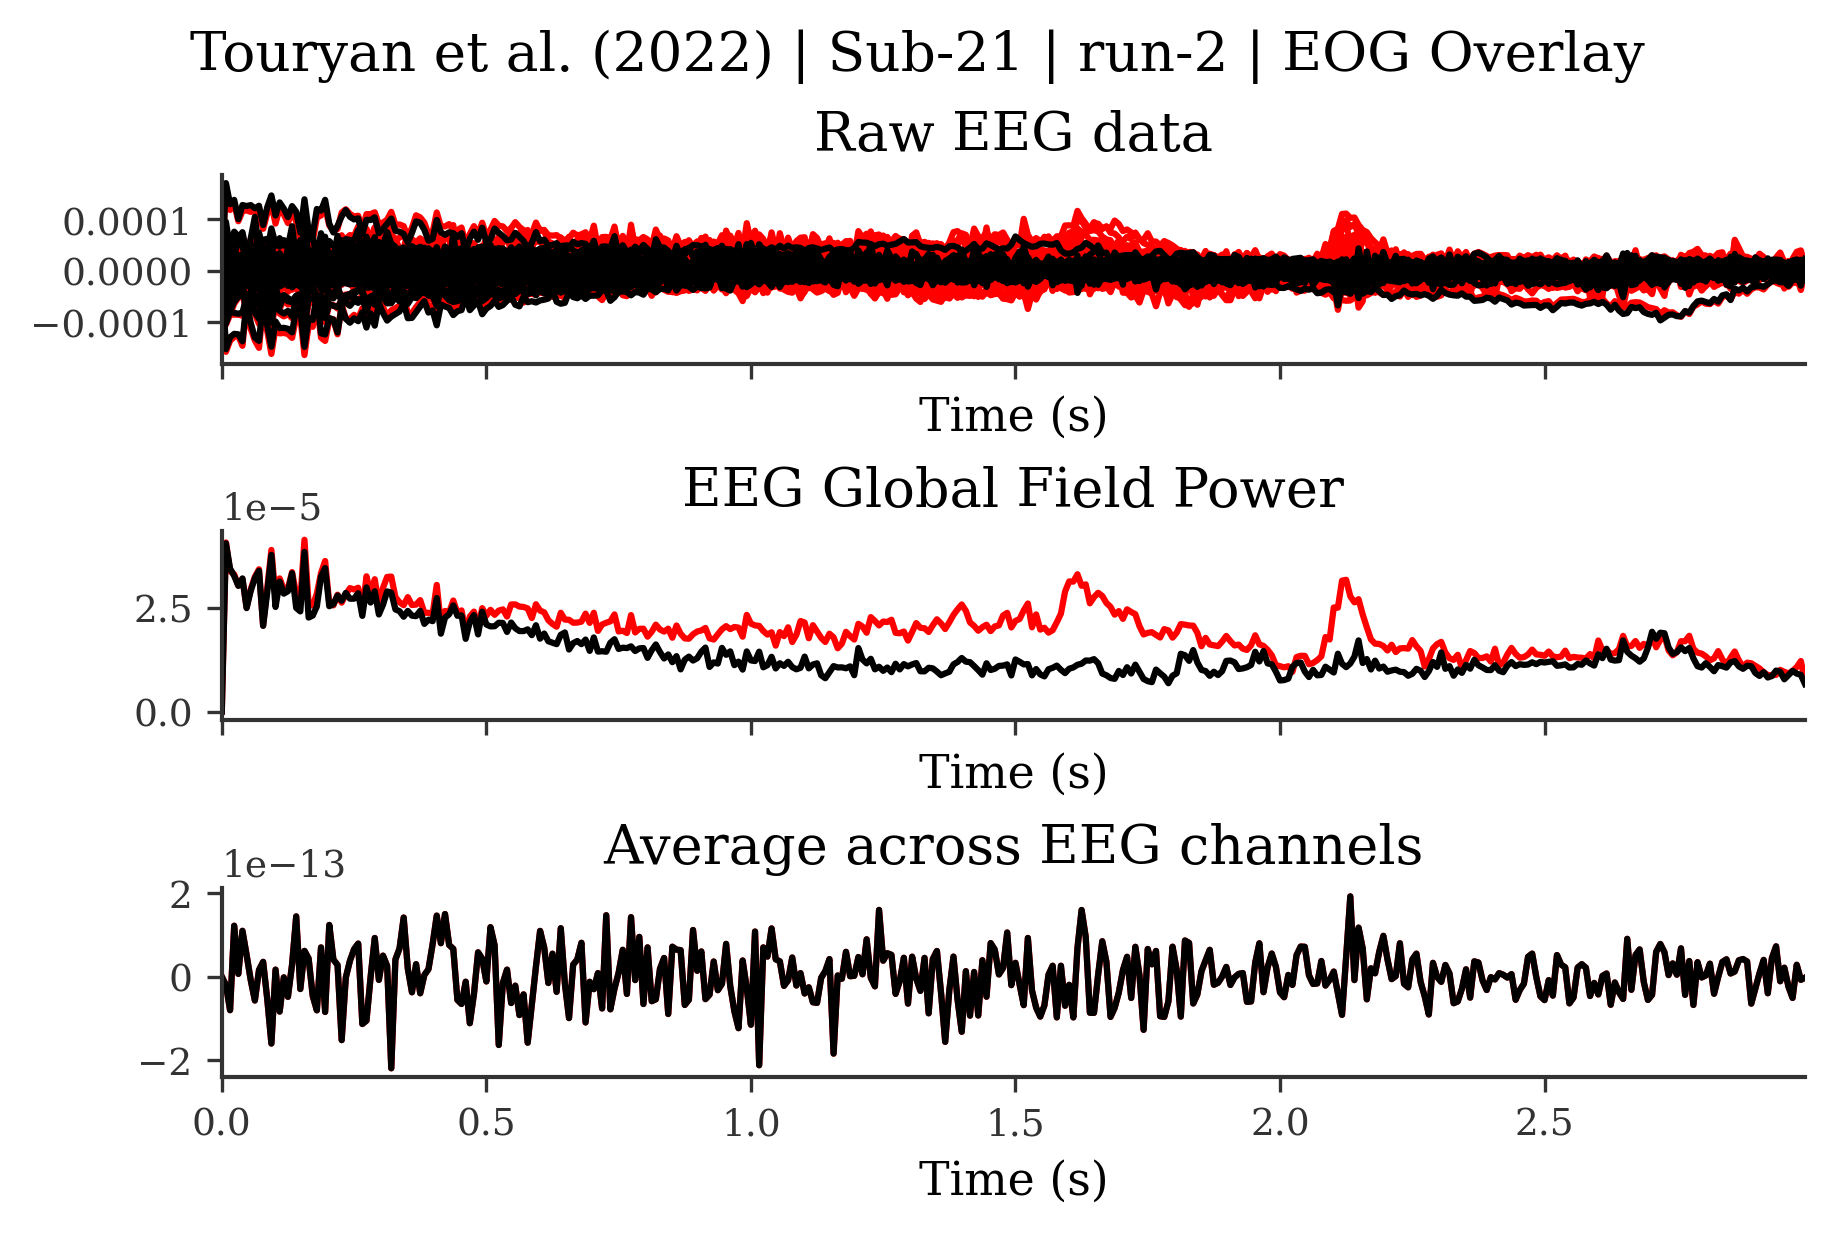 Touryan et al. (2022) | Sub-21 | run-2 | EOG Overlay
Raw EEG data
0.0001
0.0000
−0.0001
Time (s)
EEG Global Field Power
1e−5
2.5
0.0
Time (s)
Average across EEG channels
1e−13
2
0
−2
0.0 0.5 1.0 1.5 2.0 2.5
Time (s)